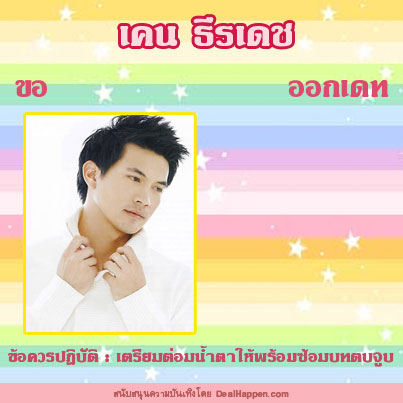 เคน ธีรเดช
ขอ ออกเดท
ข้อควรปฏิบัติ : เตรียมต่อมน้ำตาให้พร้อมซ้อมบทตบจูบ
สนับสนุนความบันเทิงโดย DealHappen.com